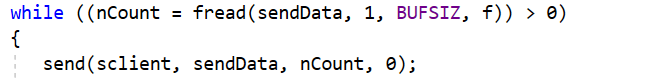 while ((nCount = fread(sendData, 1, BUFSIZ, f)) > 0)
{
send(sclient, sendData, nCount, 0);